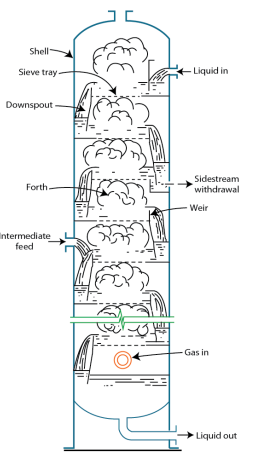 Shell
Sieve tray
Liquid in
Downspout
Sidestream
withdrawal
Forth
Weir
Intermediate
feed
Gas in
Liquid out